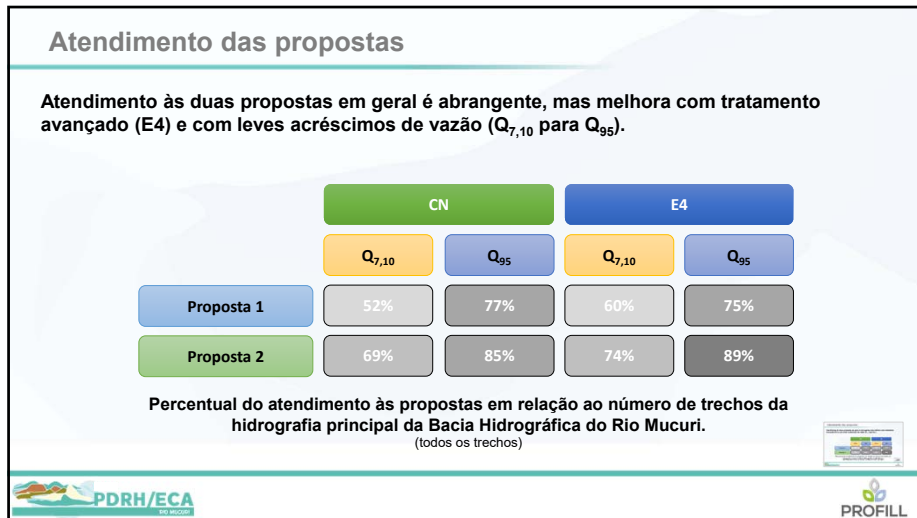 Atendimento das propostas
Atendimento às duas propostas em geral é abrangente, mas melhora com tratamento
avançado (E4) e com leves acréscimos de vazão (Q7,10 para Q95).
CN E4
Q7,10 Q95 Q7,10 Q95
Proposta 1 52% 77% 60% 75%
Proposta 2 69% 85% 74% 89%
Percentual do atendimento às propostas em relação ao número de trechos da
hidrografia principal da Bacia Hidrográfica do Rio Mucuri.
(todos os trechos)
PDRH/ECA
RIO MUCURI
PROFILL